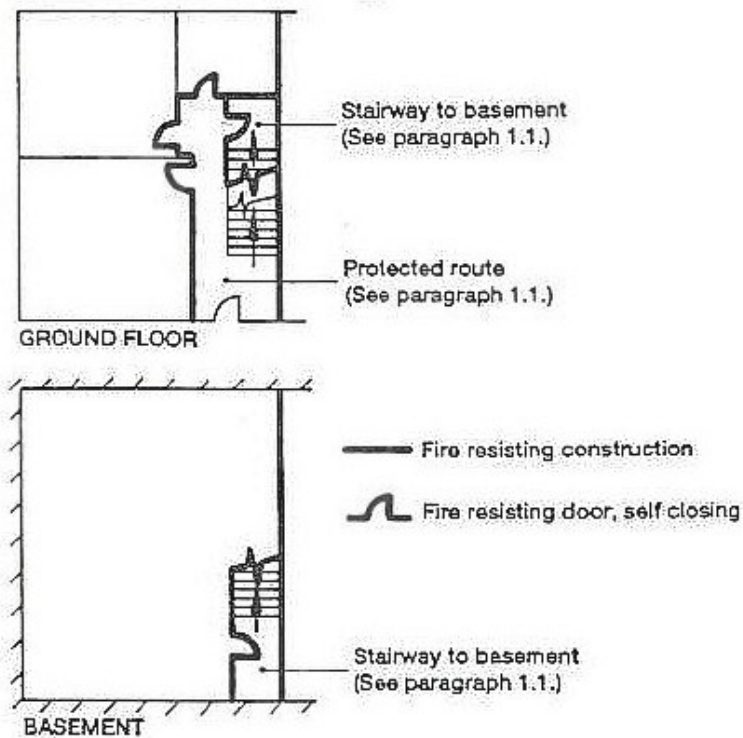 Stairway to basement
(See paragraph 1.1.)
Protected route
(See paragraph 1.1.)
GROUND FLOOR
Fire resisting construction
Fire resisting door, self closing
Stairway to basement
(See paragraph 1.1.)
BASEMENT